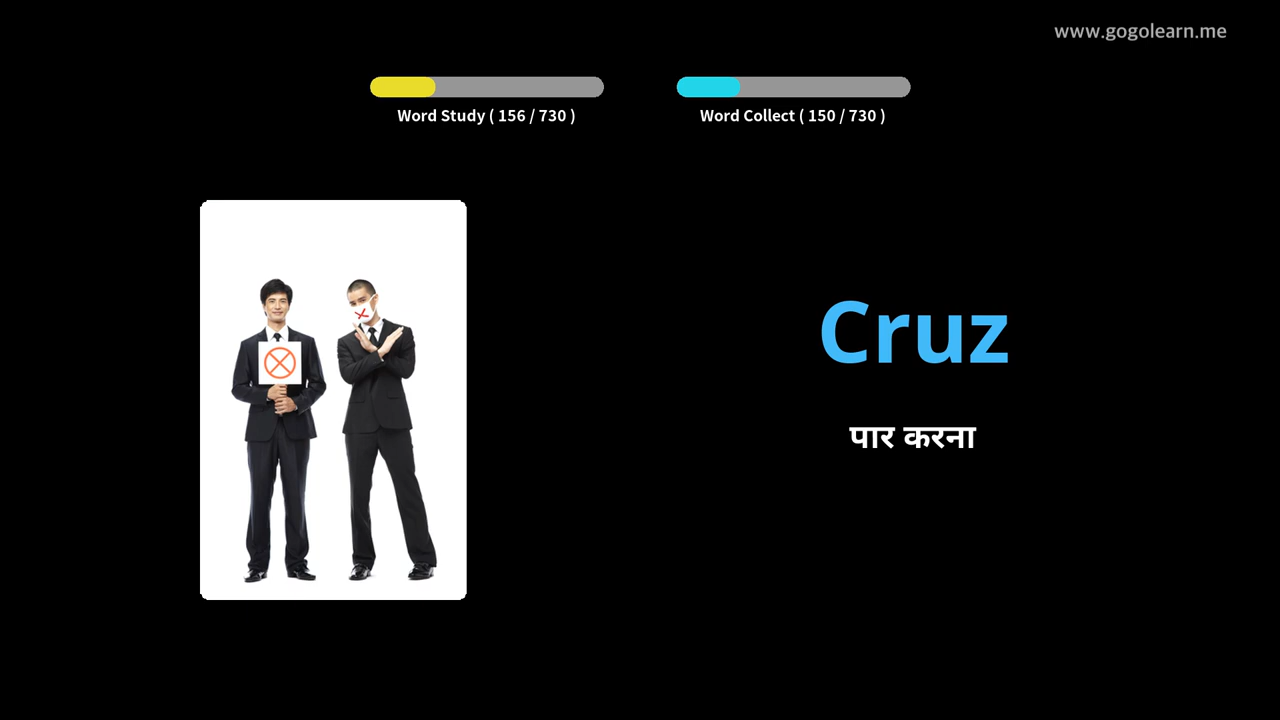 www.gogolearn.me
Word Study ( 156 / 730 )
Word Collect ( 150 / 730 )
Cruz
पार करना